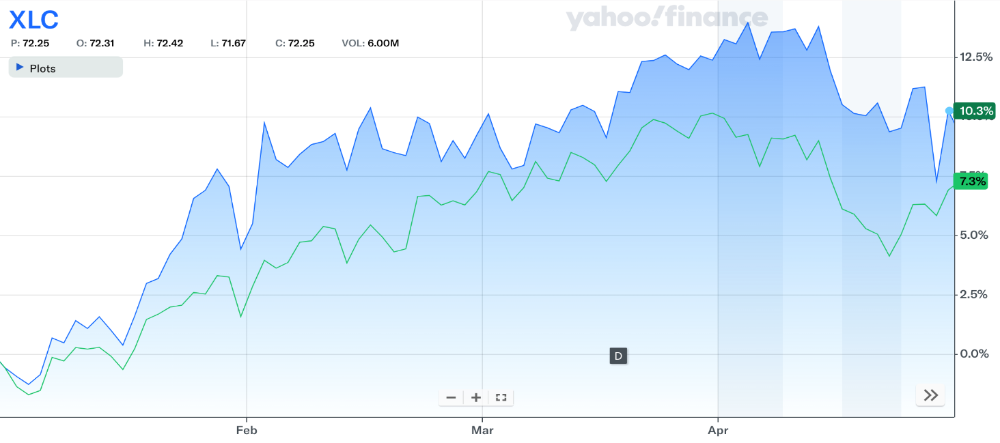 XLC
yahoo!finance
P: 72.25 O: 72.31 H: 72.42 L: 71.67 C: 72.25 VOL: 6.00M
Plots
12.5%
10.3%
7.3%
5.0%
2.5%
0.0%
D
Feb Mar Apr